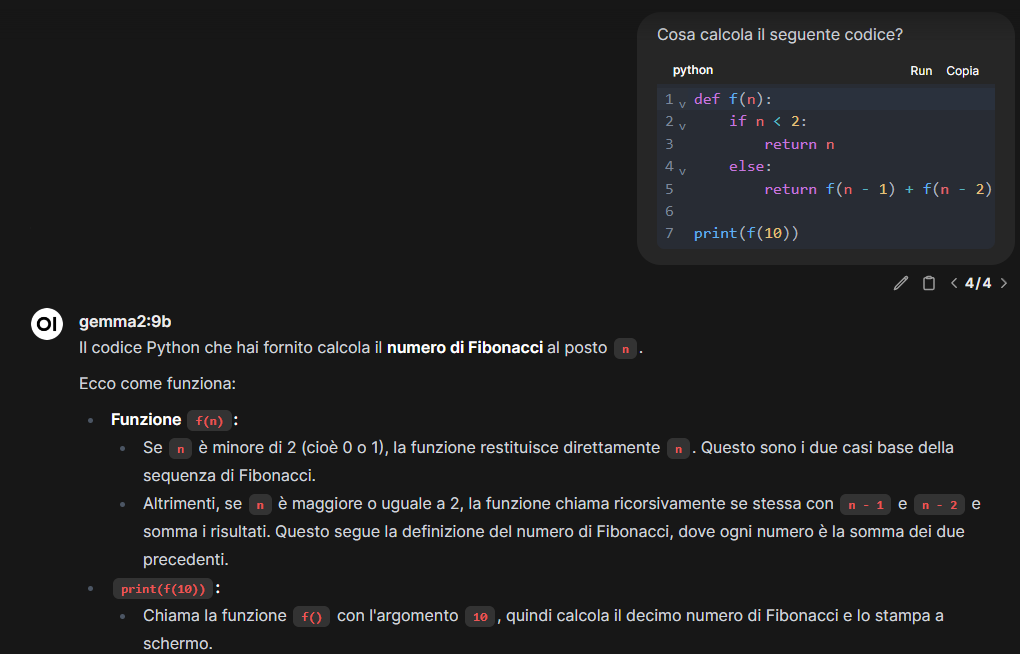 Cosa calcola il seguente codice?
python Run Copia
1 def f(n):
2 if n < 2:
3 return n
4 else:
5 return f(n - 1) + f(n - 2)
6
7 print(f(10))
4/4
OI gemma2:9b
Il codice Python che hai fornito calcola il numero di Fibonacci al posto n.
Ecco come funziona:
• Funzione f(n):
• Se n è minore di 2 (cioè 0 o 1), la funzione restituisce direttamente n. Questo sono i due casi base della
sequenza di Fibonacci.
• Altrimenti, se n è maggiore o uguale a 2, la funzione chiama ricorsivamente se stessa con n - 1 e n - 2 e
somma i risultati. Questo segue la definizione del numero di Fibonacci, dove ogni numero è la somma dei due
precedenti.
• print(f(10)):
• Chiama la funzione f() con l'argomento 10, quindi calcola il decimo numero di Fibonacci e lo stampa a
schermo.